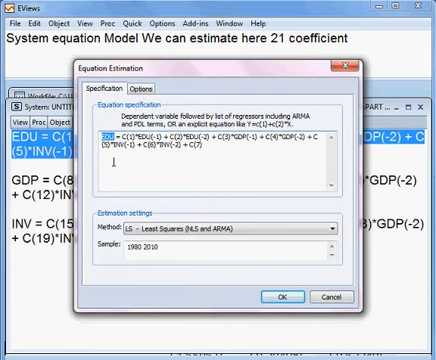 EViews
File Edit Object View Proc Quick Options Add-ins Window Help
System equation Model We can estimate here 21 coefficient
Equation Estimation
Specification Options
Equation specification
Dependent variable followed by list of regressors including ARMA
and PDL terms, OR an explicit equation like Y=c(1)+c(2)*X.
EDU = C(1)*EDU(-1) + C(2)*EDU(-2) + C(3)*GDP(-1) + C(4)*GDP(-2) + C
(5)*INV(-1) + C(6)*INV(-2) + C(7)
Estimation settings
Method: LS - Least Squares (NLS and ARMA)
Sample: 1980 2010
OK Cancel
Workfile:
System: UNTIT
View Proc Object
EDU = C(1 DP(-2) + C
(5)*INV(-1)
GDP = C(8 *GDP(-2)
+ C(12)*IN
INV = C(15 3)*GDP(-2)
+ C(19)*IN